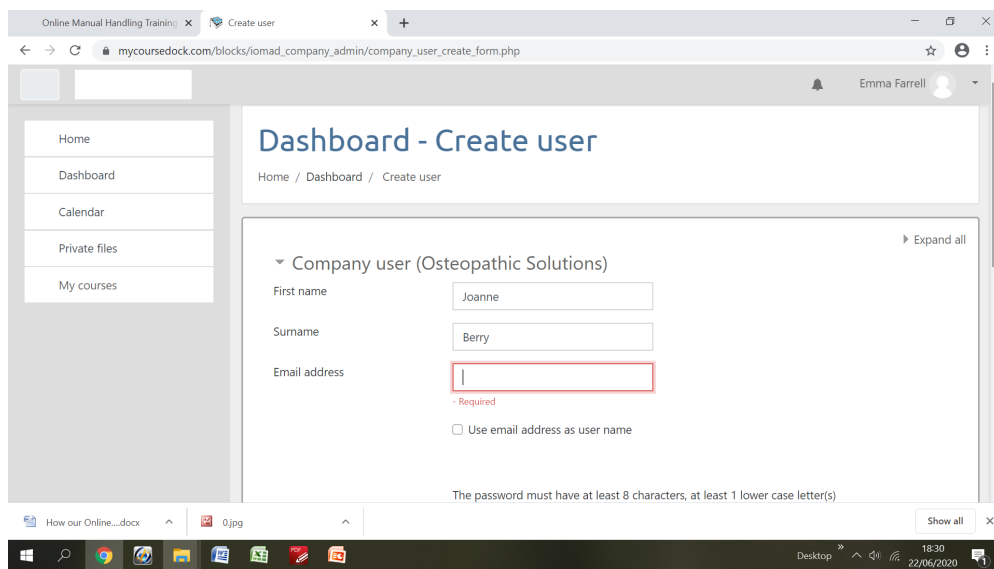 Online Manual Handling Training
Create user
mycoursedock.com/blocks/iomad_company_admin/company_user_create_form.php
Emma Farrell
Home
Dashboard
Calendar
Private files
My courses
Dashboard - Create user
Home / Dashboard / Create user
Expand all
Company user (Osteopathic Solutions)
First name
Joanne
Surname
Berry
Email address
- Required
Use email address as user name
The password must have at least 8 characters, at least 1 lower case letter(s)
How our Online....docx
0.jpg
Show all
Desktop
18:30
22/06/2020
1